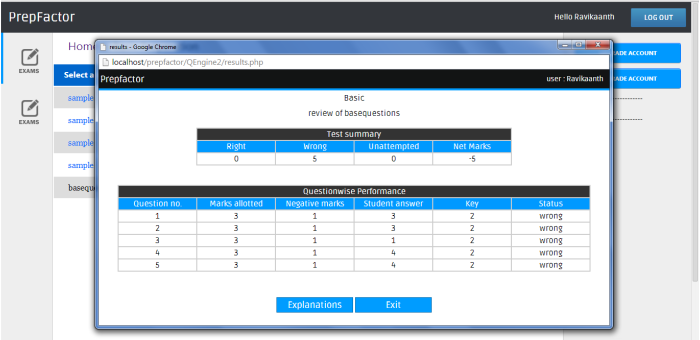 PrepFactor
Hello Ravikaanth
LOG OUT
EXAMS
EXAMS
Hom
Select a
sample
sample
sample
sample
basequ
ADE ACCOUNT
ADE ACCOUNT
results - Google Chrome
localhost/prepfactor/QEngine2/results.php
Prepfactor
user : Ravikaanth
Basic
review of basequestions
Test summary
Right Wrong Unattempted Net Marks
0 5 0 -5
Questionwise Performance
Question no. Marks allotted Negative marks Student answer Key Status
1 3 1 3 2 wrong
2 3 1 3 2 wrong
3 3 1 1 2 wrong
4 3 1 4 2 wrong
5 3 1 4 2 wrong
Explanations Exit